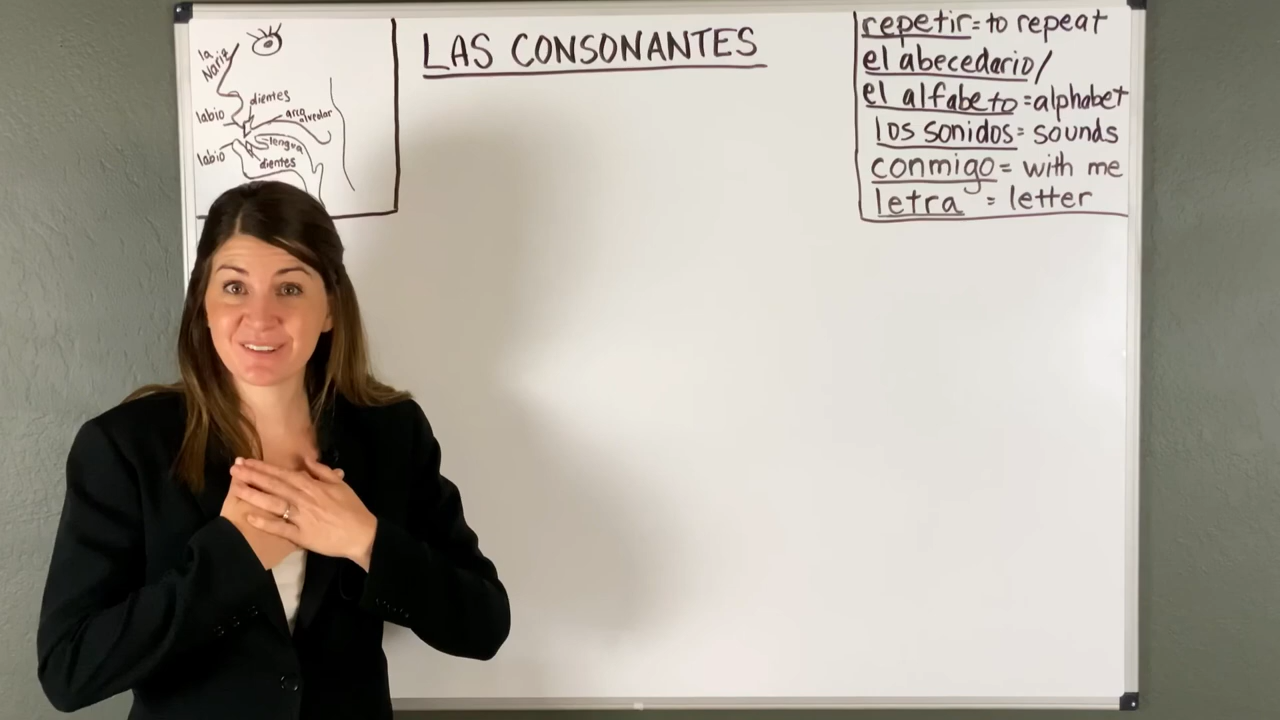 la
Nariz
labio
dientes
arco
alveolar
lengua
labio
dientes
LAS CONSONANTES
repetir = to repeat
el abecedario/
el alfabeto = alphabet
los sonidos = sounds
conmigo = with me
letra = letter